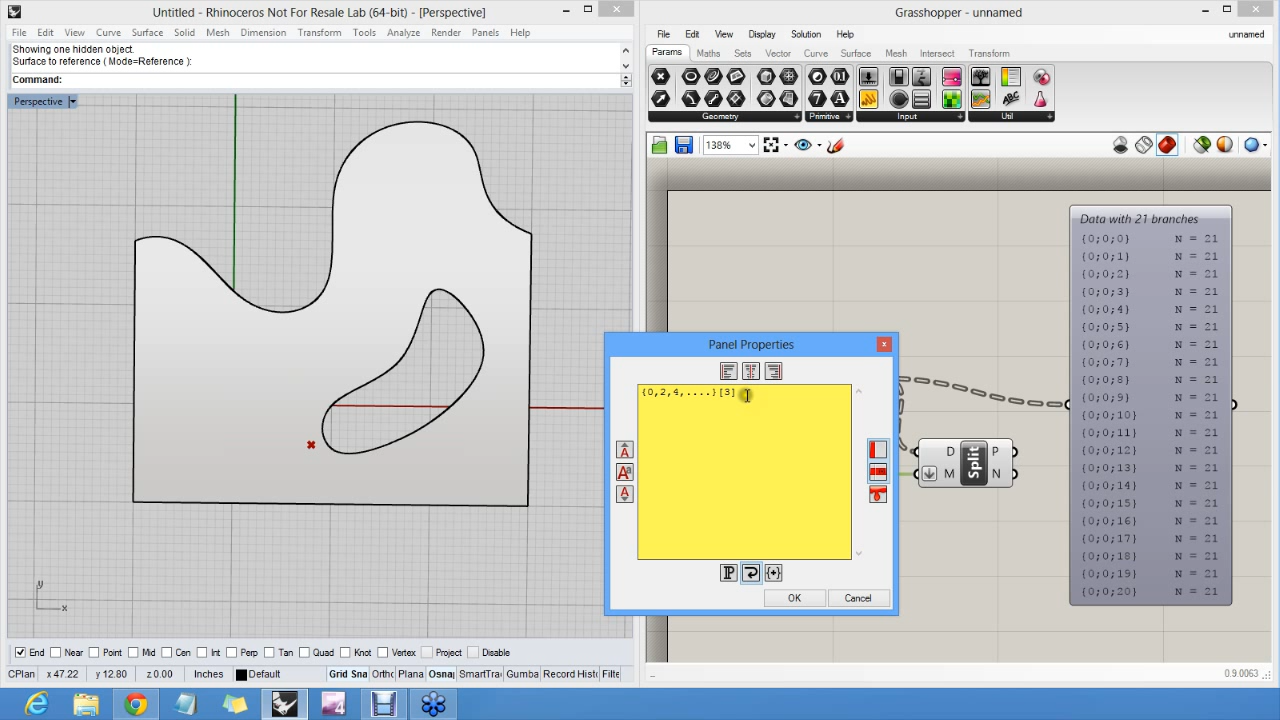 Untitled - Rhinoceros Not For Resale Lab (64-bit) - [Perspective]
File Edit View Curve Surface Solid Mesh Dimension Transform Tools Analyze Render Panels Help
Showing one hidden object.
Surface to reference ( Mode=Reference ):
Command:
Perspective
y
x
End Near Point Mid Cen Int Perp Tan Quad Knot Vertex Project Disable
CPlan x 47.22 y 12.80 z 0.00 Inches Default Grid Sna Ortho Plana Osna SmartTra Gumba Record Histo Filte
Grasshopper - unnamed
File Edit View Display Solution Help unnamed
Params Maths Sets Vector Curve Surface Mesh Intersect Transform
Geometry Primitive Input Util
138%
Data with 21 branches
{0;0;0} N = 21
{0;0;1} N = 21
{0;0;2} N = 21
{0;0;3} N = 21
{0;0;4} N = 21
{0;0;5} N = 21
{0;0;6} N = 21
{0;0;7} N = 21
{0;0;8} N = 21
{0;0;9} N = 21
{0;0;10} N = 21
{0;0;11} N = 21
{0;0;12} N = 21
{0;0;13} N = 21
{0;0;14} N = 21
{0;0;15} N = 21
{0;0;16} N = 21
{0;0;17} N = 21
{0;0;18} N = 21
{0;0;19} N = 21
{0;0;20} N = 21
D Split P
M N
Panel Properties
{0,2,4,....}[3]
OK Cancel
0.9.0063